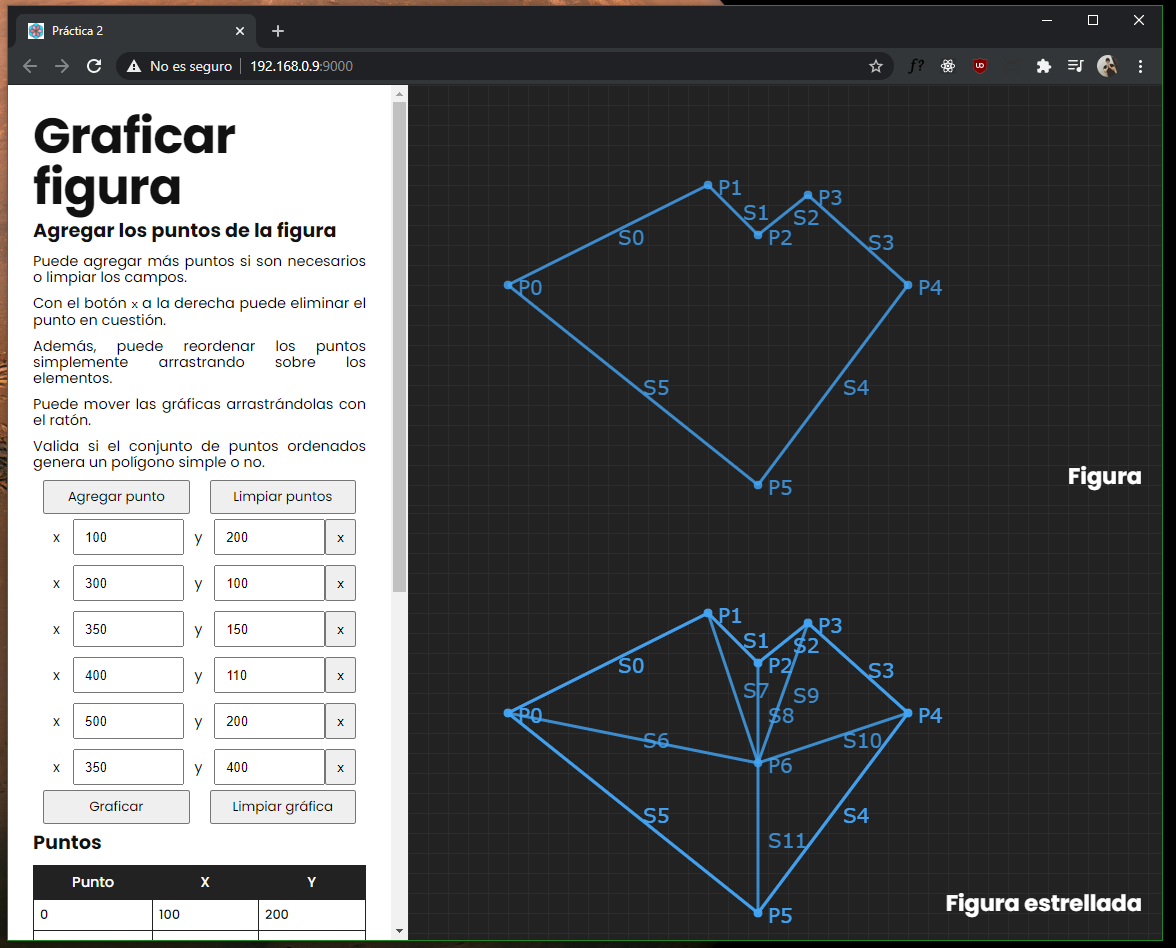 Práctica 2
No es seguro
192.168.0.9:9000
f?
Graficar
figura
Agregar los puntos de la figura
Puede agregar más puntos si son necesarios
o limpiar los campos.
Con el botón x a la derecha puede eliminar el
punto en cuestión.
Además, puede reordenar los puntos
simplemente arrastrando sobre los
elementos.
Puede mover las gráficas arrastrándolas con
el ratón.
Valida si el conjunto de puntos ordenados
genera un polígono simple o no.
Agregar punto Limpiar puntos
x 100 y 200 x
x 300 y 100 x
x 350 y 150 x
x 400 y 110 x
x 500 y 200 x
x 350 y 400 x
Graficar Limpiar gráfica
Puntos
Punto X Y
0 100 200
P1
P3
S1
S2
S0
P2
S3
P0
P4
S5
S4
Figura
P5
P1
P3
S1
S2
S0
P2
S3
S7
S9
P0
S8
P4
S6
S10
P6
S5
S4
S11
Figura estrellada
P5